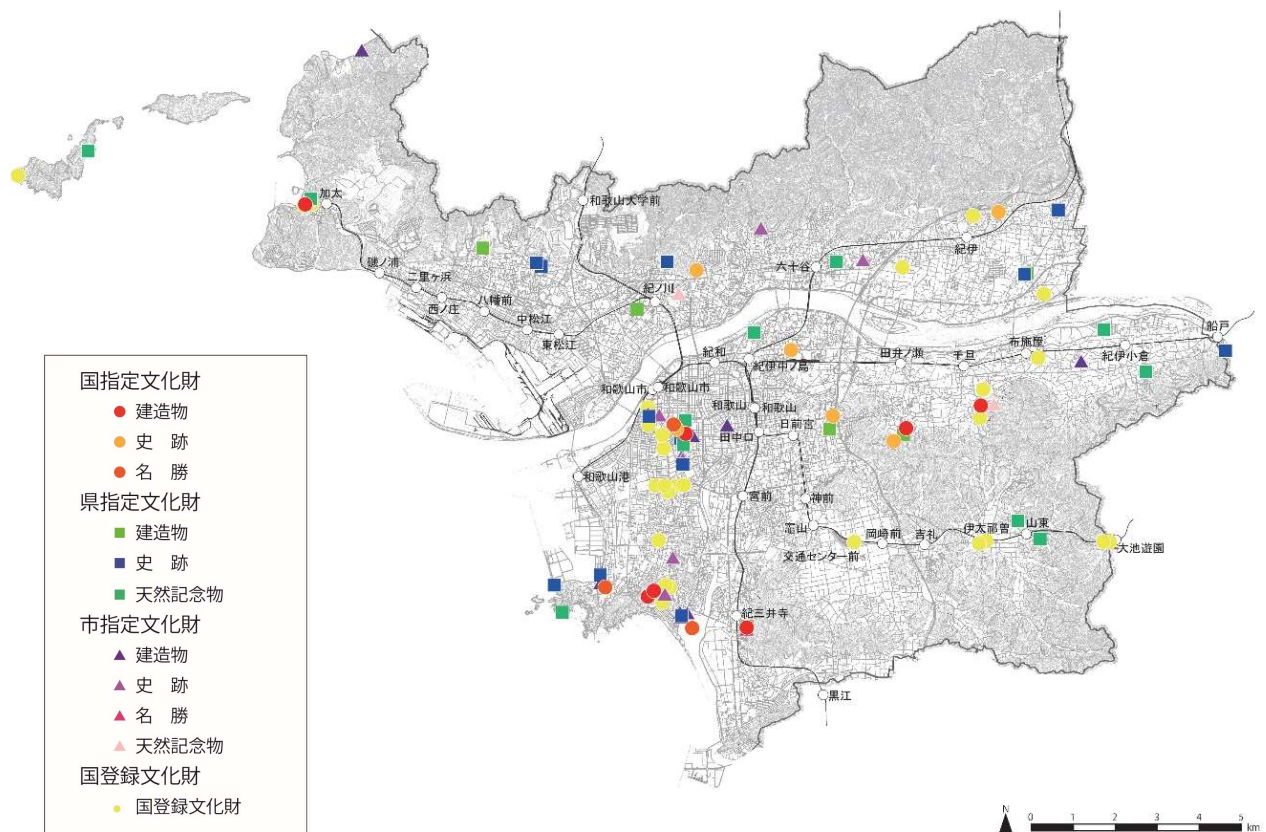 加太
和歌山大学前
磯ノ浦
二里ヶ浜
西ノ庄
八幡前
中松江
東松江
紀ノ川
六十谷
紀伊
船戸
布施屋
紀伊小倉
千旦
田井ノ瀬
紀伊中ノ島
紀和
和歌山市
和歌山市
和歌山
和歌山
田中口
日前宮
和歌山港
宮前
神前
竈山
交通センター前
岡崎前
吉礼
伊太祁曽
山東
大池遊園
紀三井寺
黒江
国指定文化財
建造物
史 跡
名 勝
県指定文化財
建造物
史 跡
天然記念物
市指定文化財
建造物
史 跡
名 勝
天然記念物
国登録文化財
国登録文化財
N
0 1 2 3 4 5
km